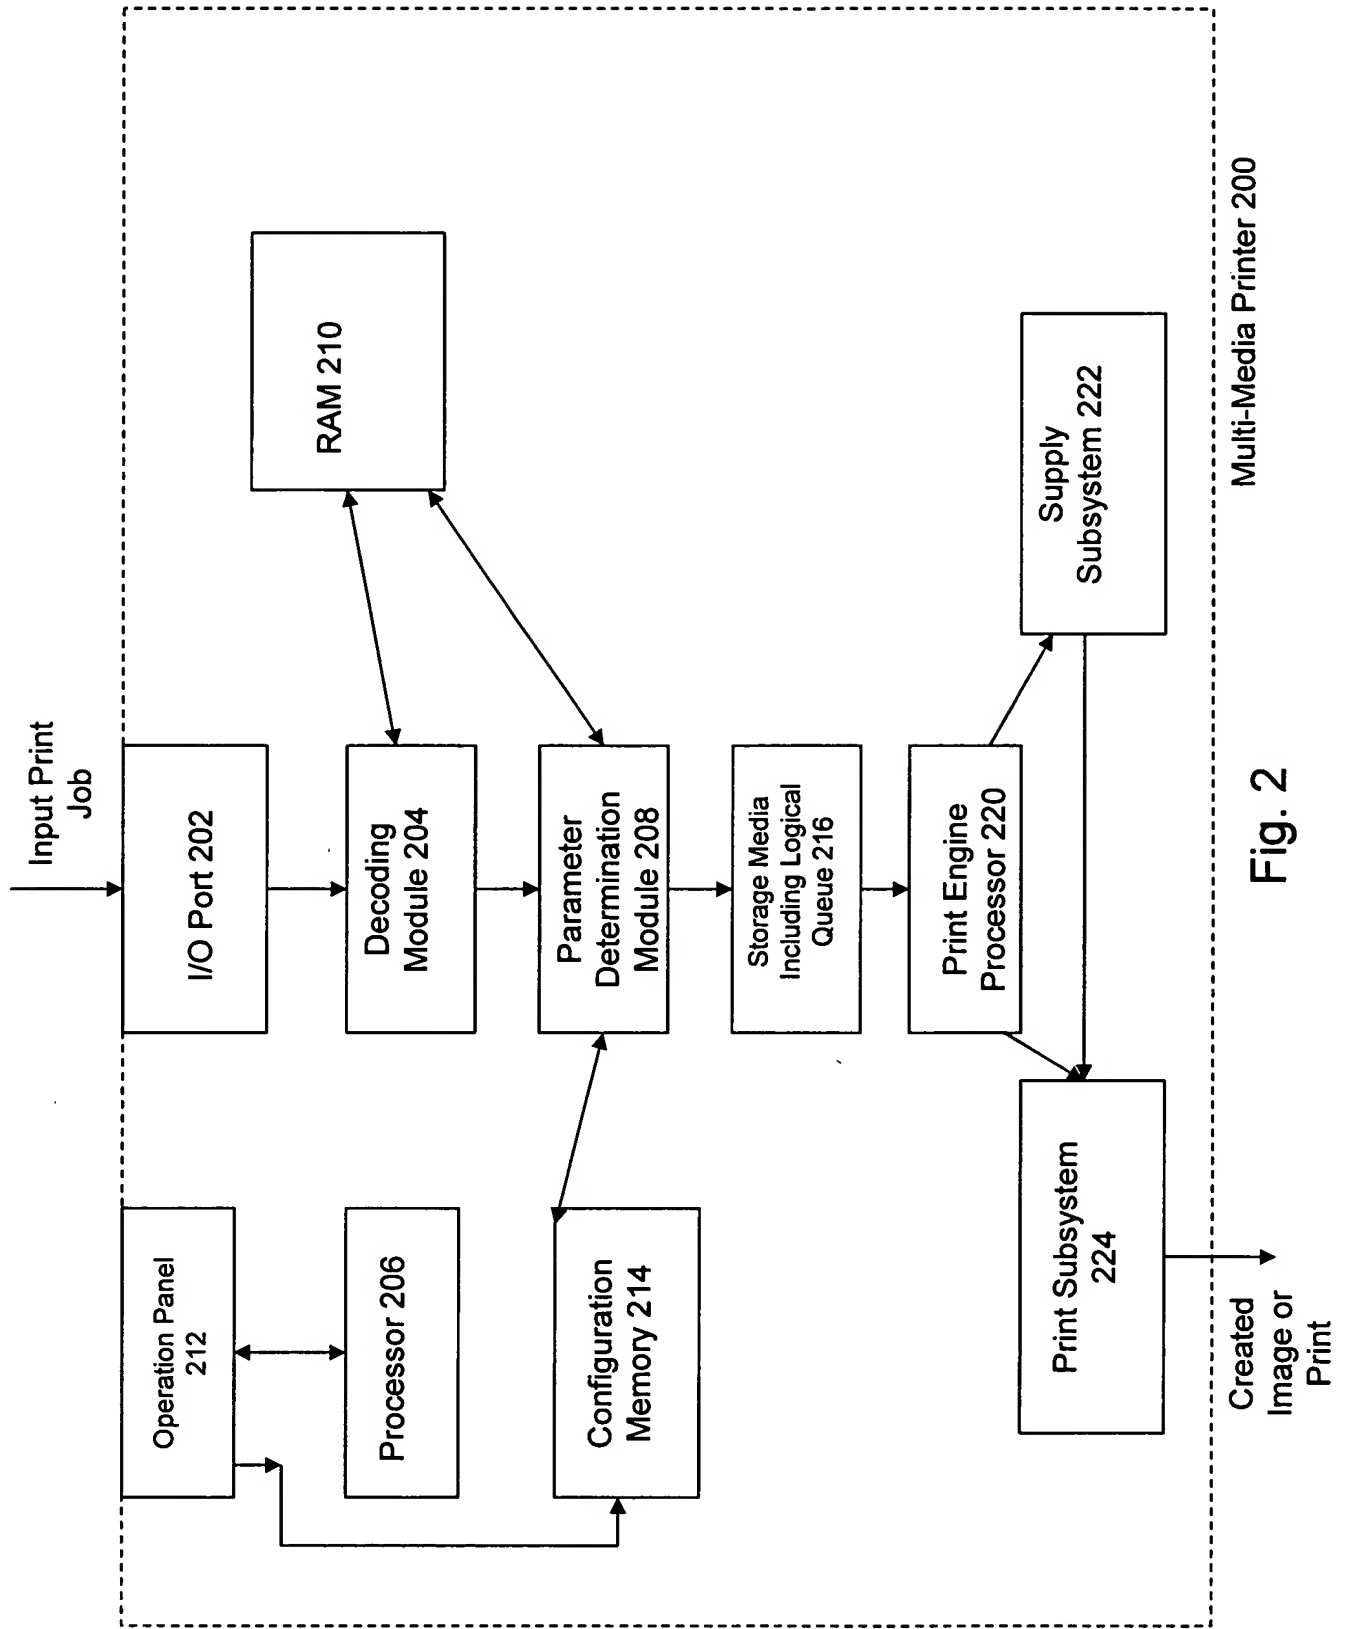 Input Print
Job
I/O Port 202
Operation Panel
212
RAM 210
Decoding
Module 204
Processor 206
Parameter
Determination
Module 208
Configuration
Memory 214
Storage Media
Including Logical
Queue 216
Print Engine
Processor 220
Supply
Subsystem 222
Print Subsystem
224
Created
Image or
Print
Multi-Media Printer 200
Fig. 2